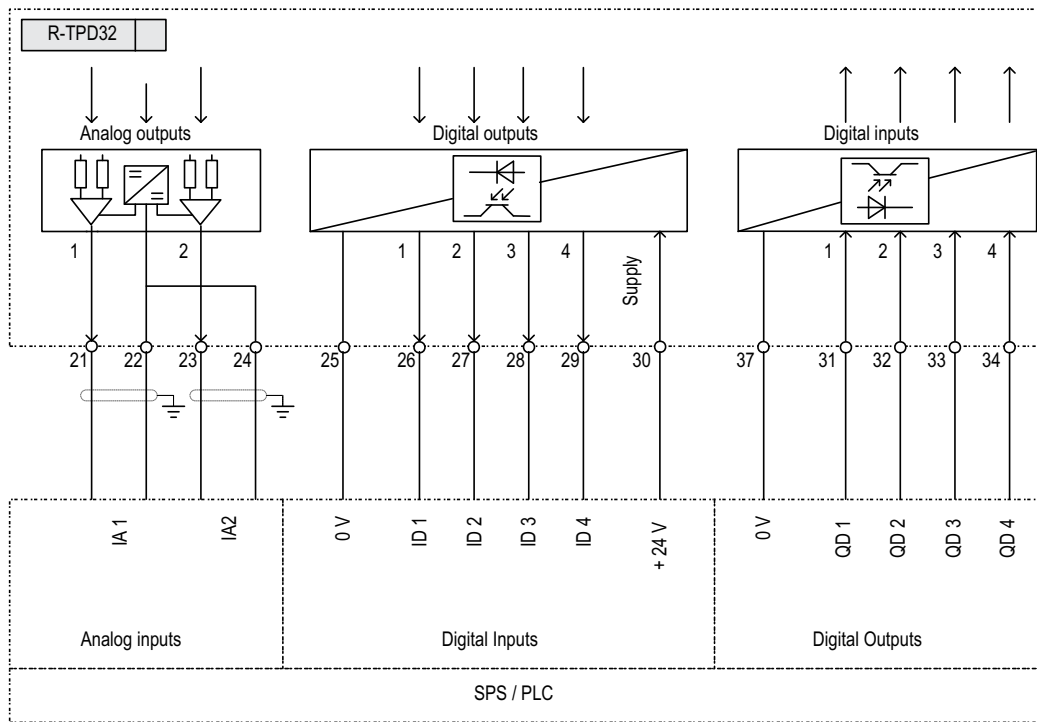 R-TPD32
Analog outputs
Digital outputs
Digital inputs
1 2
1 2 3 4
Supply
1 2 3 4
21 22 23 24 25 26 27 28 29 30 37 31 32 33 34
IA 1
IA2
0 V
ID 1
ID 2
ID 3
ID 4
+ 24 V
0 V
QD 1
QD 2
QD 3
QD 4
Analog inputs
Digital Inputs
Digital Outputs
SPS / PLC